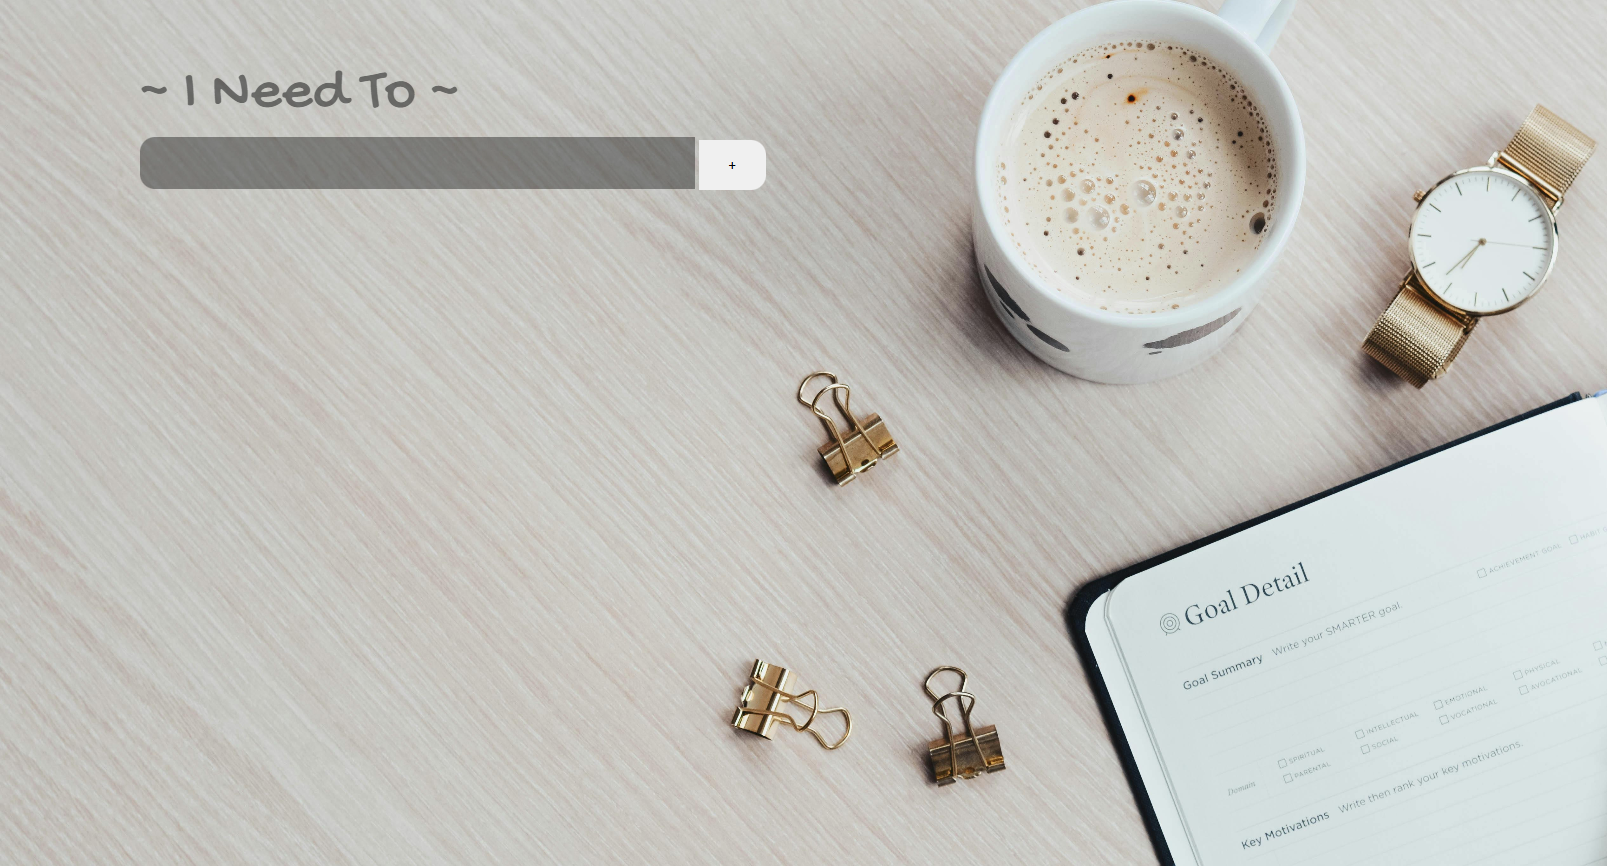 ~ I Need To ~
+
Goal Detail
ACHIEVEMENT GOAL
Goal Summary Write your SMARTER goal.
Domain
SPIRITUAL
INTELLECTUAL
EMOTIONAL
PHYSICAL
PARENTAL
SOCIAL
VOCATIONAL
AVOCATIONAL
Key Motivations Write then rank your key motivations.